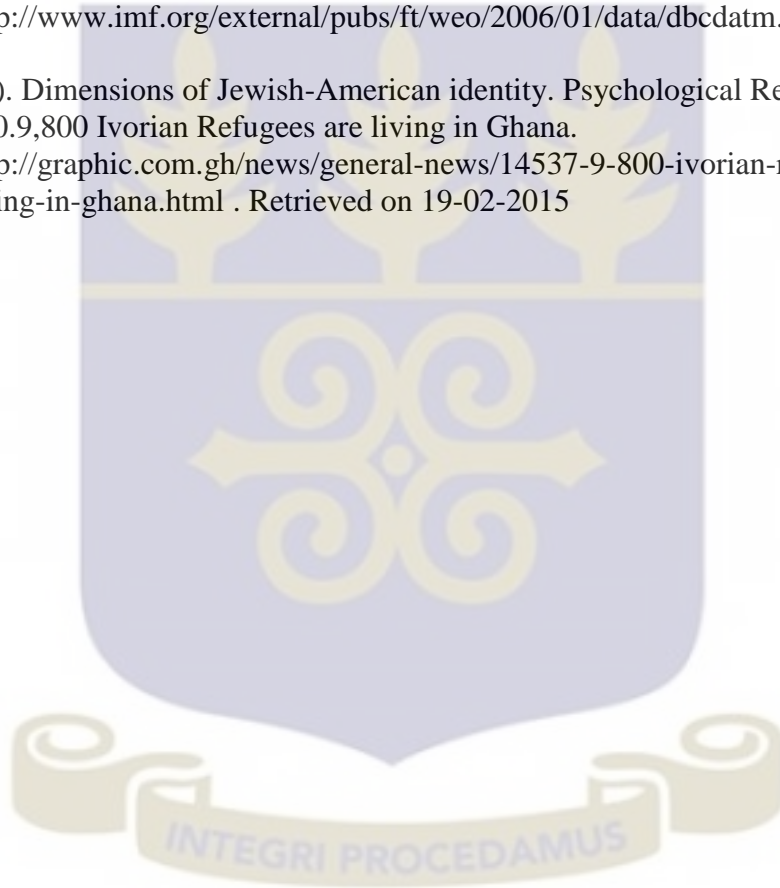 p://www.imf.org/external/pubs/ft/weo/2006/01/data/dbcdatm.
). Dimensions of Jewish-American identity. Psychological Re
0.9,800 Ivorian Refugees are living in Ghana.
p://graphic.com.gh/news/general-news/14537-9-800-ivorian-r
ing-in-ghana.html . Retrieved on 19-02-2015
INTEGRI PROCEDAMUS